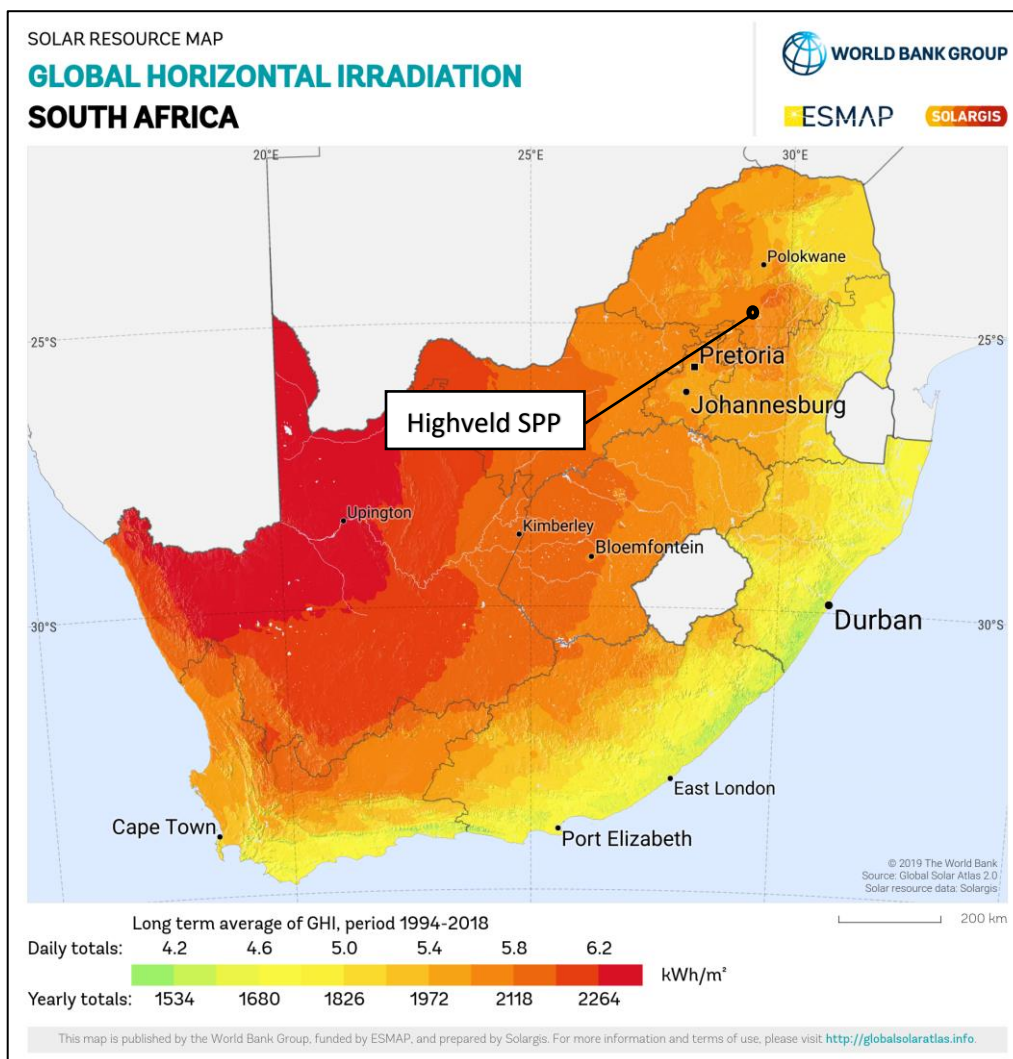 SOLAR RESOURCE MAP
GLOBAL HORIZONTAL IRRADIATION
SOUTH AFRICA
WORLD BANK GROUP
ESMAP
SOLARGIS
20°E
25°E
30°E
Polokwane
25°S
25°S
Pretoria
Johannesburg
Highveld SPP
Upington
Kimberley
Bloemfontein
Durban
30°S
30°S
East London
Cape Town
Port Elizabeth
© 2019 The World Bank
Source: Global Solar Atlas 2.0
Solar resource data: Solargis
200 km
Long term average of GHI, period 1994-2018
Daily totals: 4.2 4.6 5.0 5.4 5.8 6.2
kWh/m²
Yearly totals: 1534 1680 1826 1972 2118 2264
This map is published by the World Bank Group, funded by ESMAP, and prepared by Solargis. For more information and terms of use, please visit http://globalsolaratlas.info.